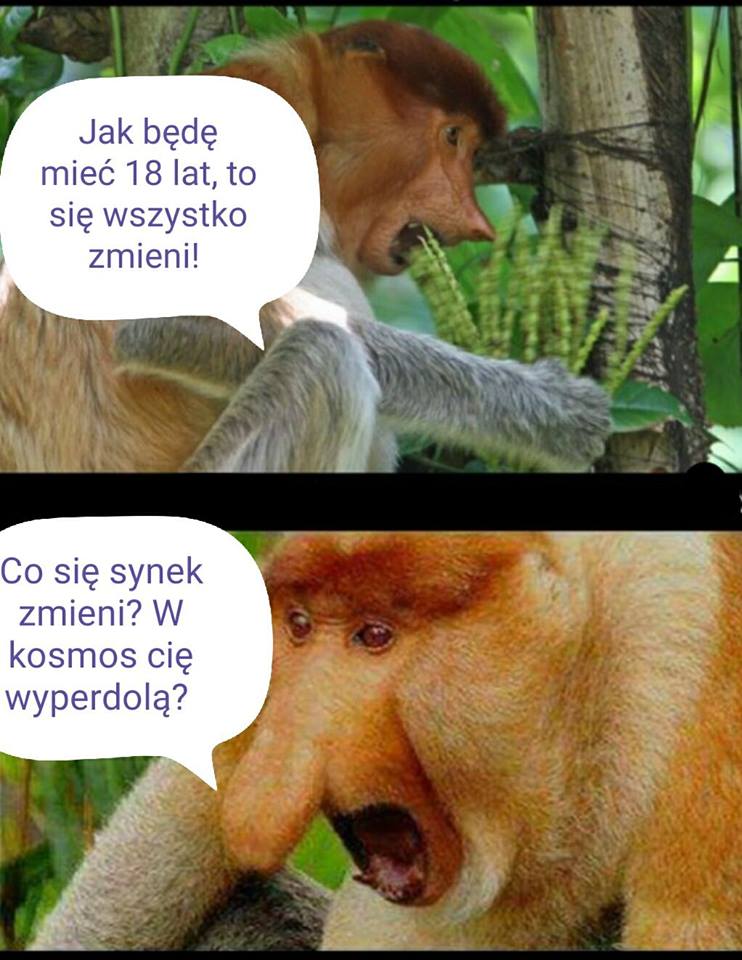 Jak będę
mieć 18 lat, to
się wszystko
zmieni!
Co się synek
zmieni? W
kosmos cię
wyperdolą?